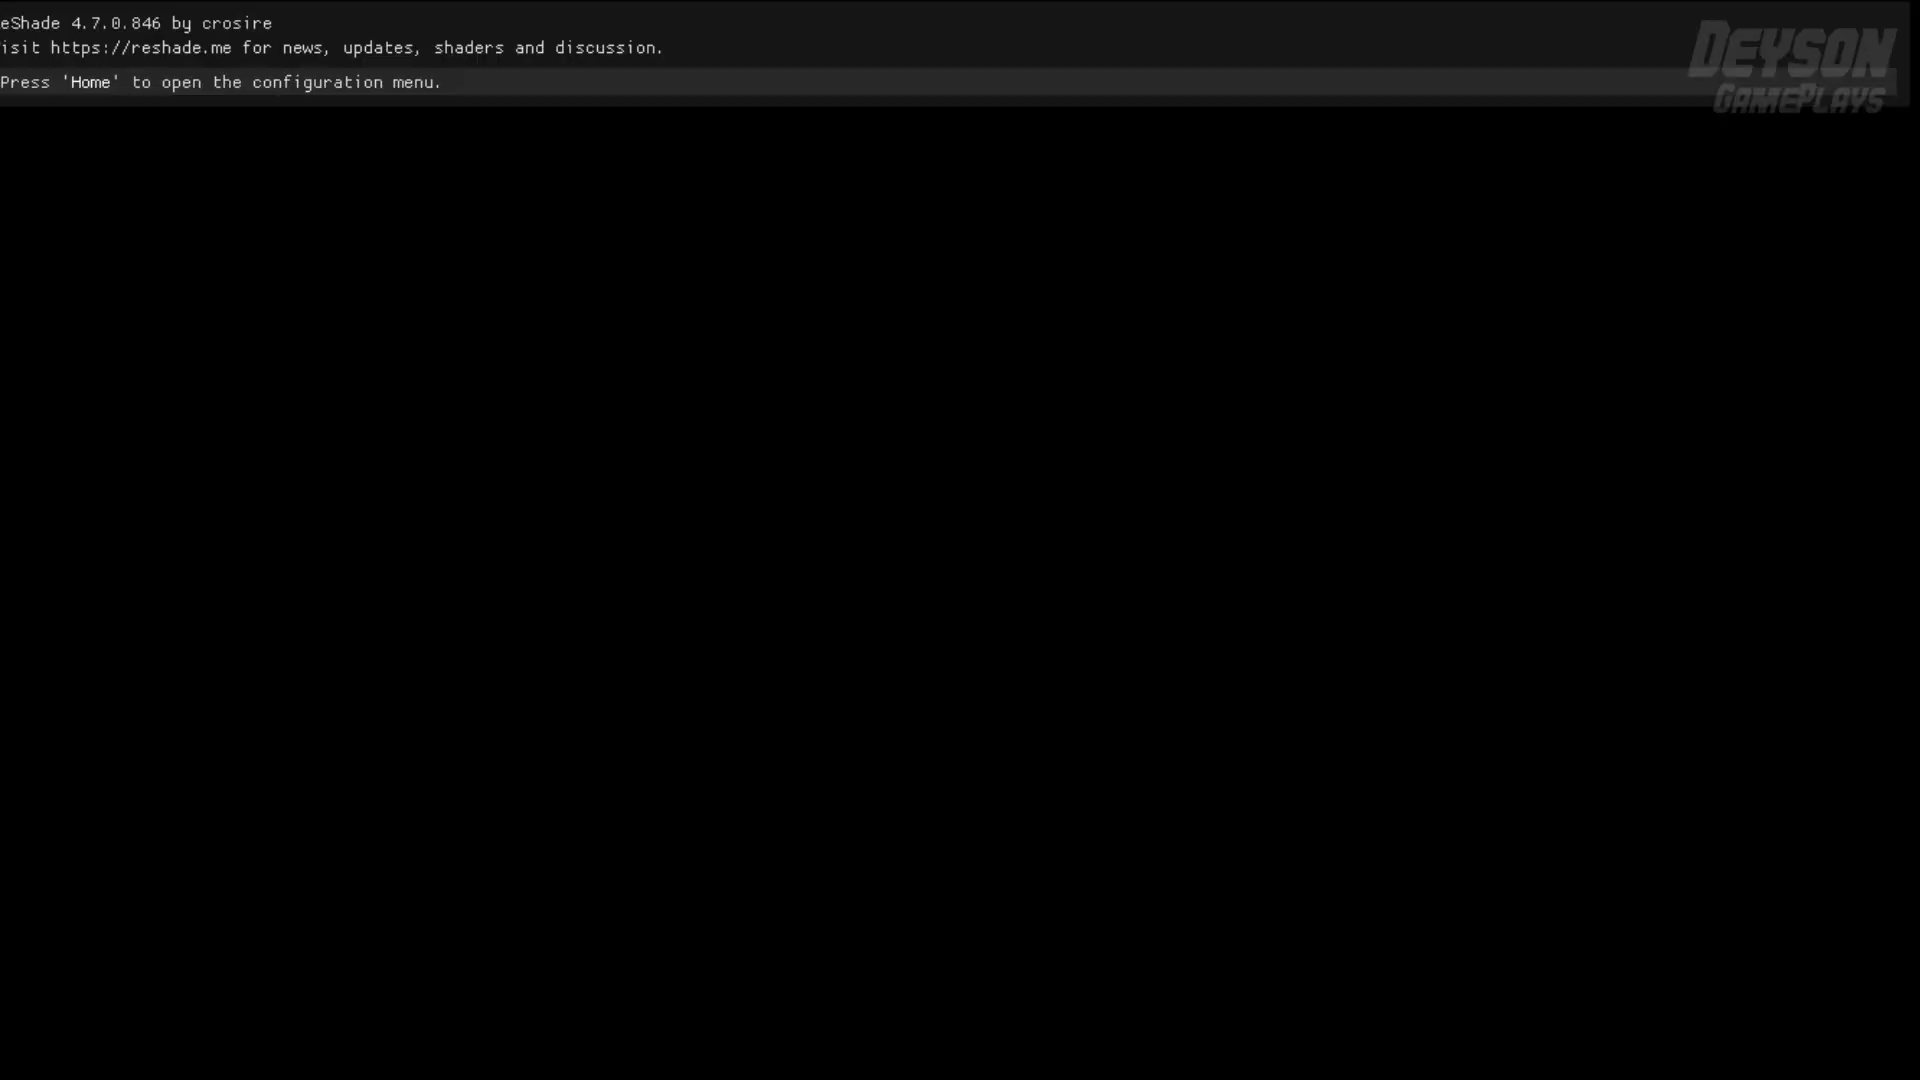 eShade 4.7.0.846 by crosire
isit https://reshade.me for news, updates, shaders and discussion.
Press 'Home' to open the configuration menu.
DEYSON
GAMEPLAYS